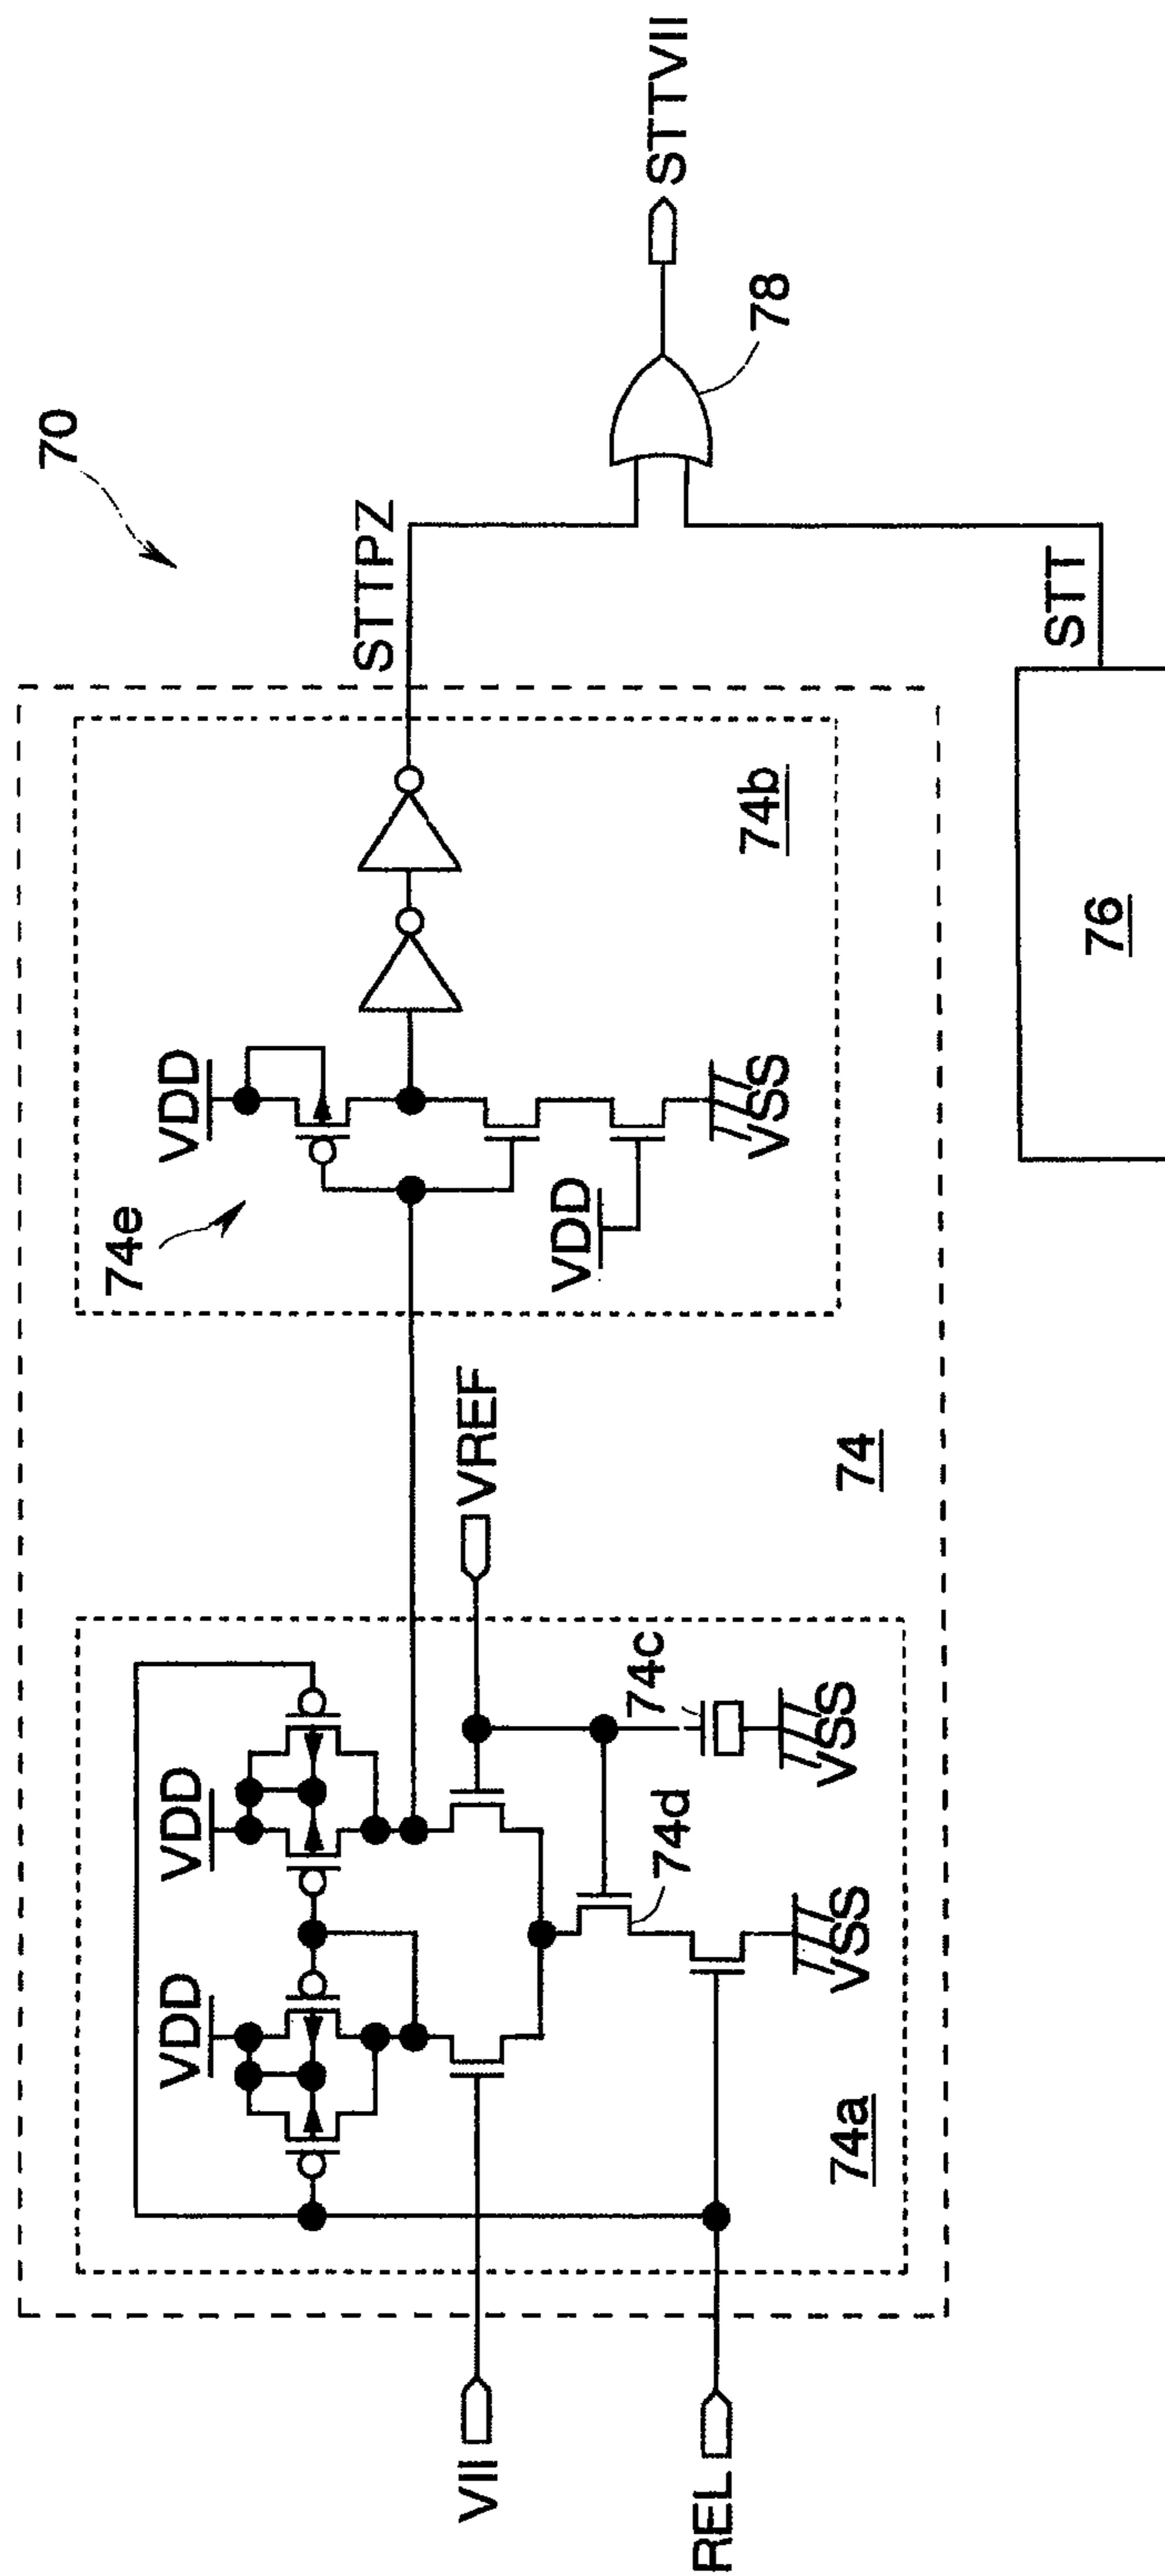 70
STTPZ
STTVII
78
STT
76
74
74b
74e
VDD
VDD
VSS
VREF
74a
VDD
VDD
74c
74d
VSS
VSS
VII
REL